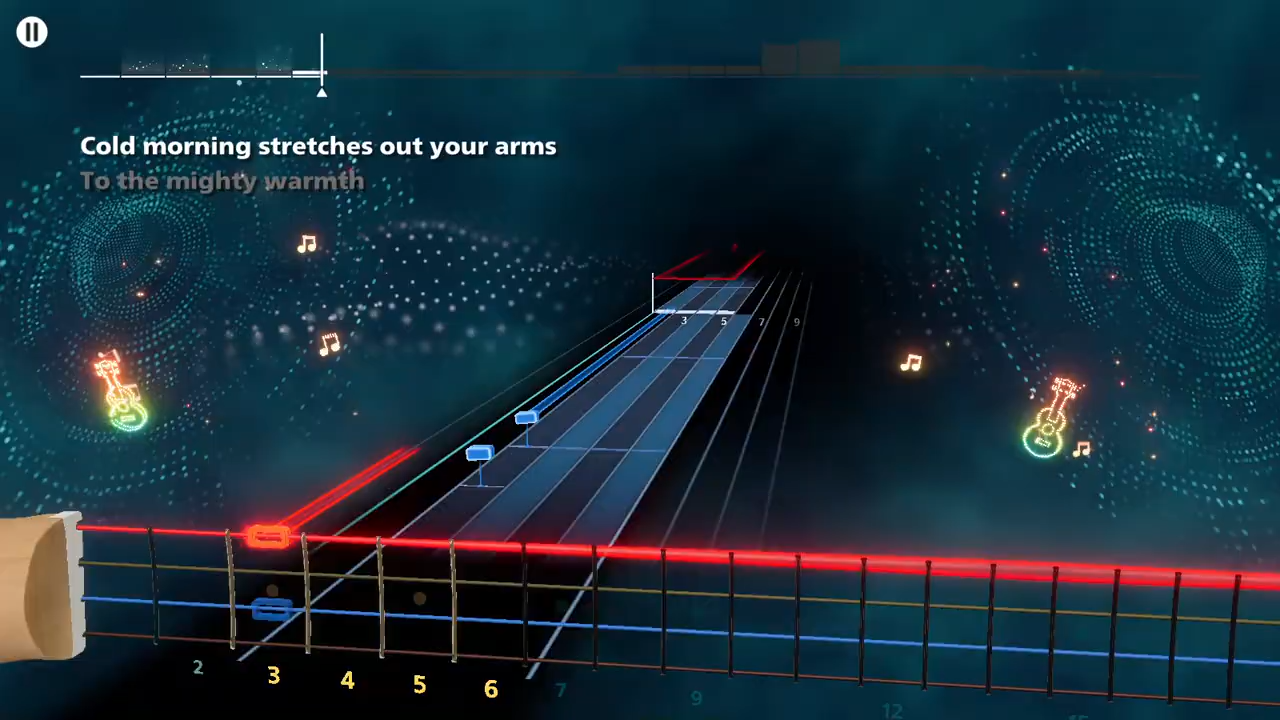 Cold morning stretches out your arms
To the mighty warmth
3 5 7 9
2 3 4 5 6 7 9 12 15